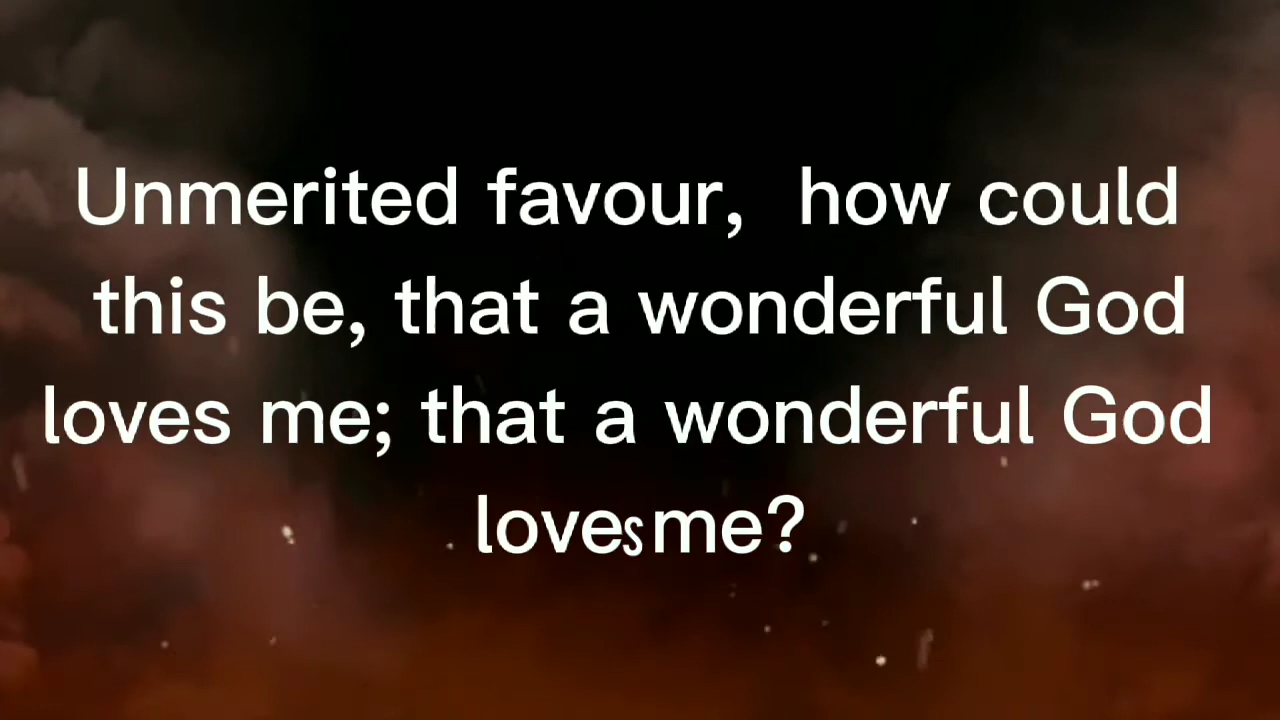 Unmerited favour, how could
this be, that a wonderful God
loves me; that a wonderful God
loves me?